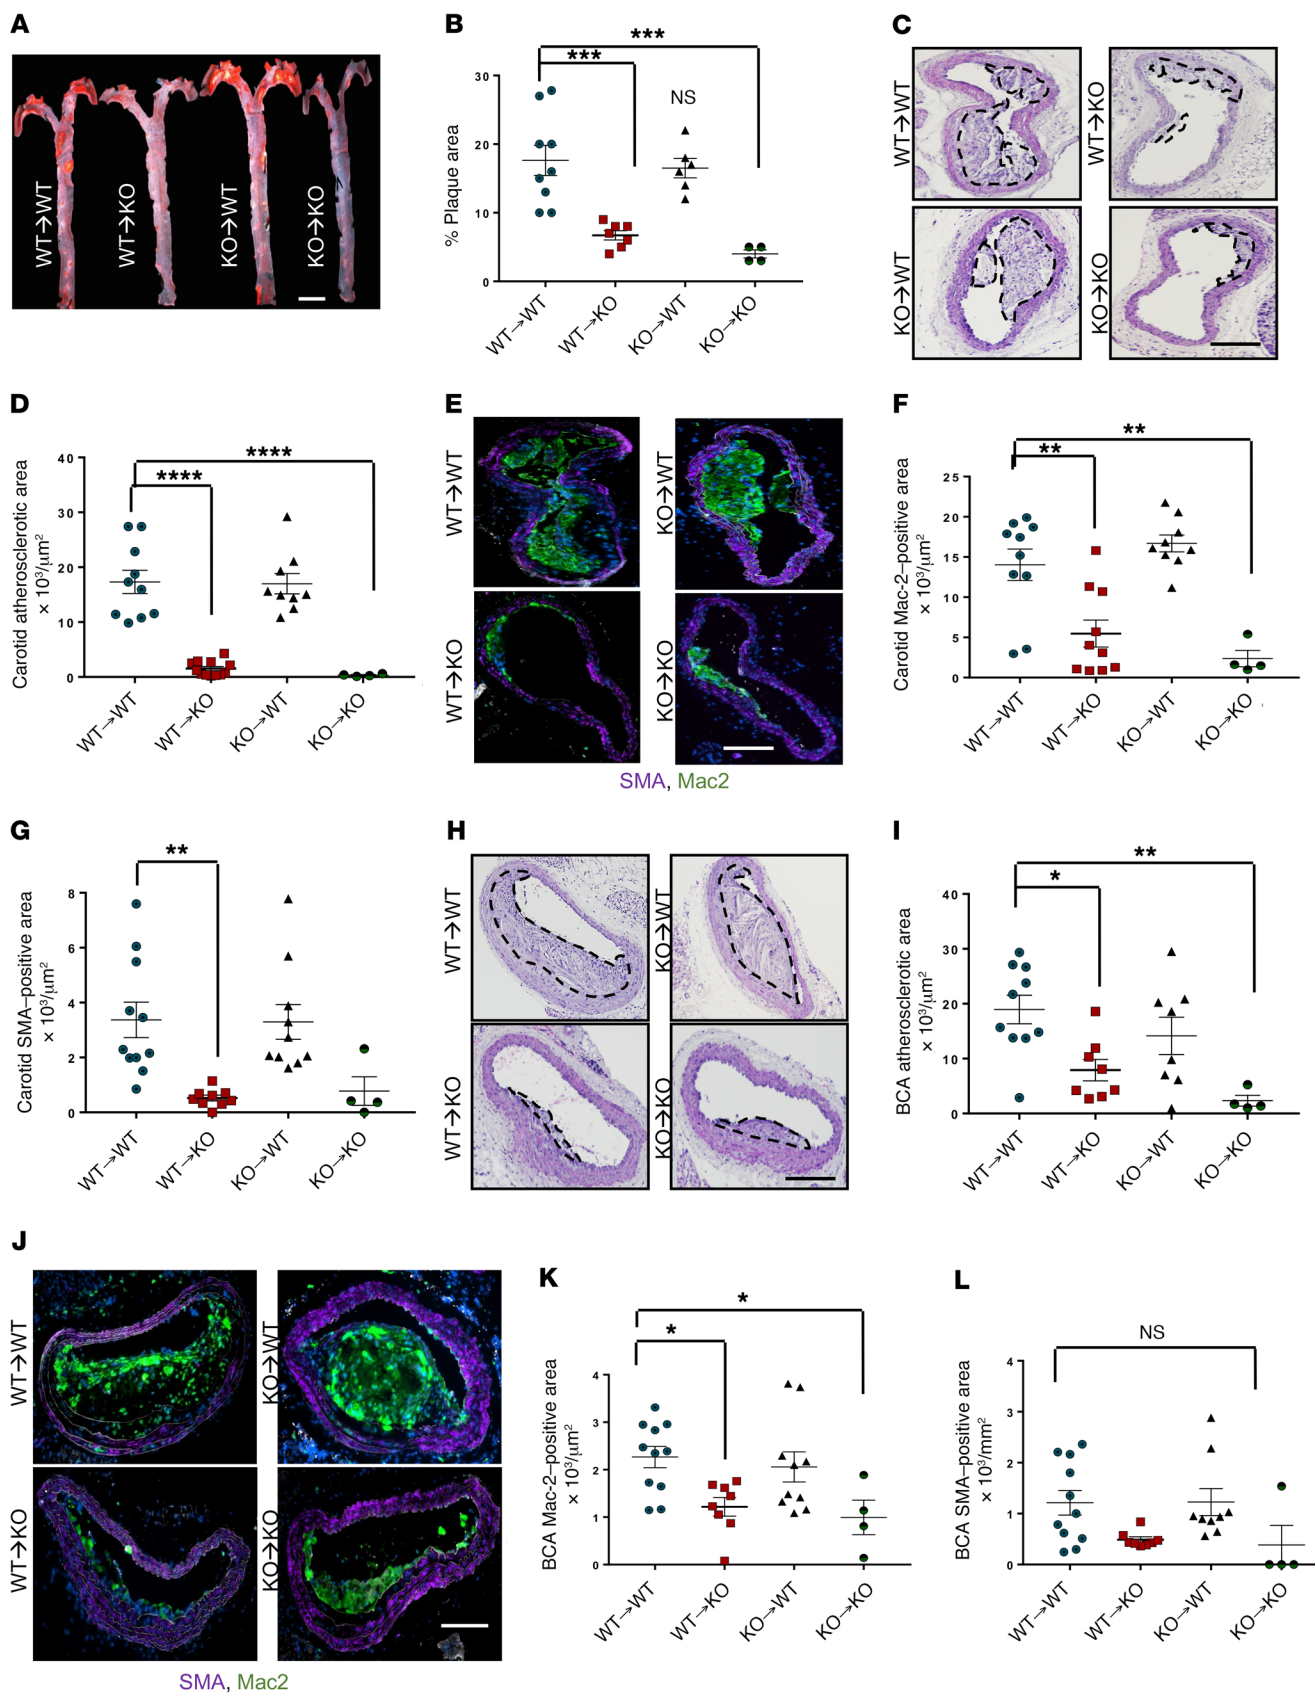 A
WT→WT
WT→KO
KO→WT
KO→KO
B
***
***
NS
% Plaque area
30
20
10
0
WT→WT
WT→KO
KO→WT
KO→KO
C
WT→WT
WT→KO
KO→WT
KO→KO
D
****
****
Carotid atherosclerotic area
× 10³/μm²
40
30
20
10
0
WT→WT
WT→KO
KO→WT
KO→KO
E
WT→WT
KO→WT
WT→KO
KO→KO
SMA, Mac2
F
**
**
Carotid Mac-2–positive area
× 10³/μm²
25
20
15
10
5
0
WT→WT
WT→KO
KO→WT
KO→KO
G
**
Carotid SMA–positive area
× 10³/μm²
8
6
4
2
0
WT→WT
WT→KO
KO→WT
KO→KO
H
WT→WT
KO→WT
WT→KO
KO→KO
I
**
*
BCA atherosclerotic area
× 10³/μm²
40
30
20
10
0
WT→WT
WT→KO
KO→WT
KO→KO
J
WT→WT
KO→WT
WT→KO
KO→KO
SMA, Mac2
K
*
*
BCA Mac-2–positive area
× 10³/μm²
4
3
2
1
0
WT→WT
WT→KO
KO→WT
KO→KO
L
NS
BCA SMA–positive area
× 10³/mm²
4
3
2
1
0
WT→WT
WT→KO
KO→WT
KO→KO